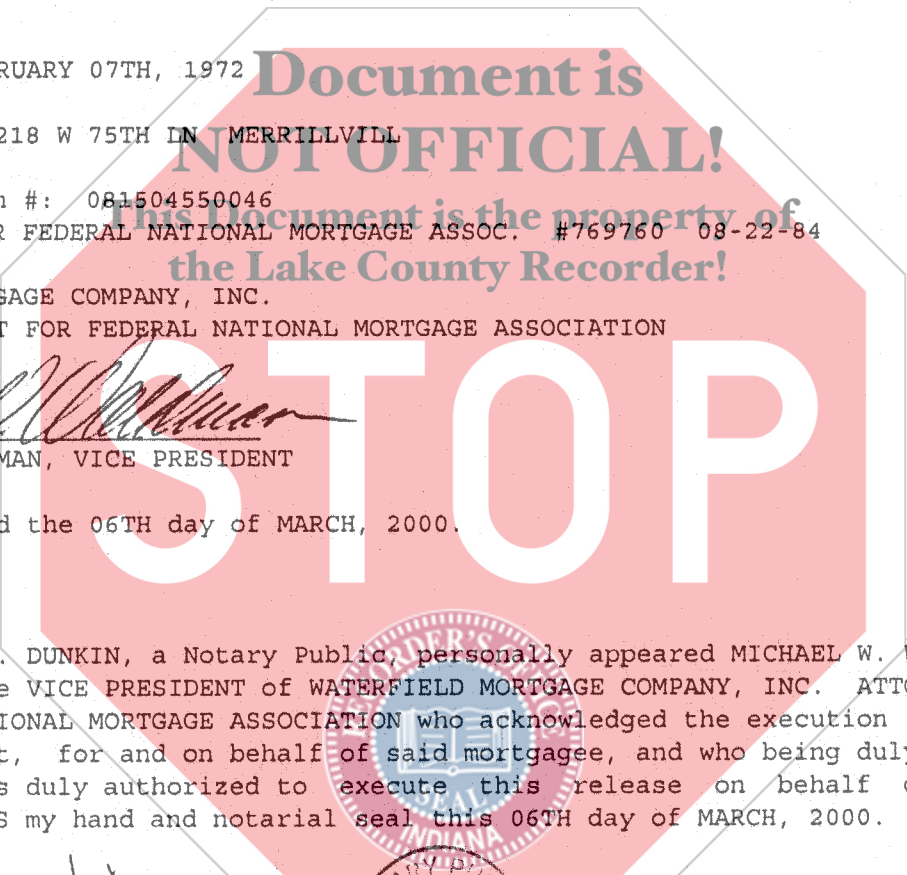 RUARY 07TH, 1972
Document is
218 W 75TH LN MERRILLVILL
NOT OFFICIAL!
#: 081504550046
This Document is the property of
FEDERAL NATIONAL MORTGAGE ASSOC. #769760 08-22-84
the Lake County Recorder!
GAGE COMPANY, INC.
T FOR FEDERAL NATIONAL MORTGAGE ASSOCIATION
STOP
MAN, VICE PRESIDENT
d the 06TH day of MARCH, 2000.
. DUNKIN, a Notary Public, personally appeared MICHAEL W.
e VICE PRESIDENT of WATERFIELD MORTGAGE COMPANY, INC. ATTO
IONAL MORTGAGE ASSOCIATION who acknowledged the execution
t, for and on behalf of said mortgagee, and who being duly
s duly authorized to execute this release on behalf
S my hand and notarial seal this 06TH day of MARCH, 2000.
RECORDER'S OFFICE
SEAL
INDIANA